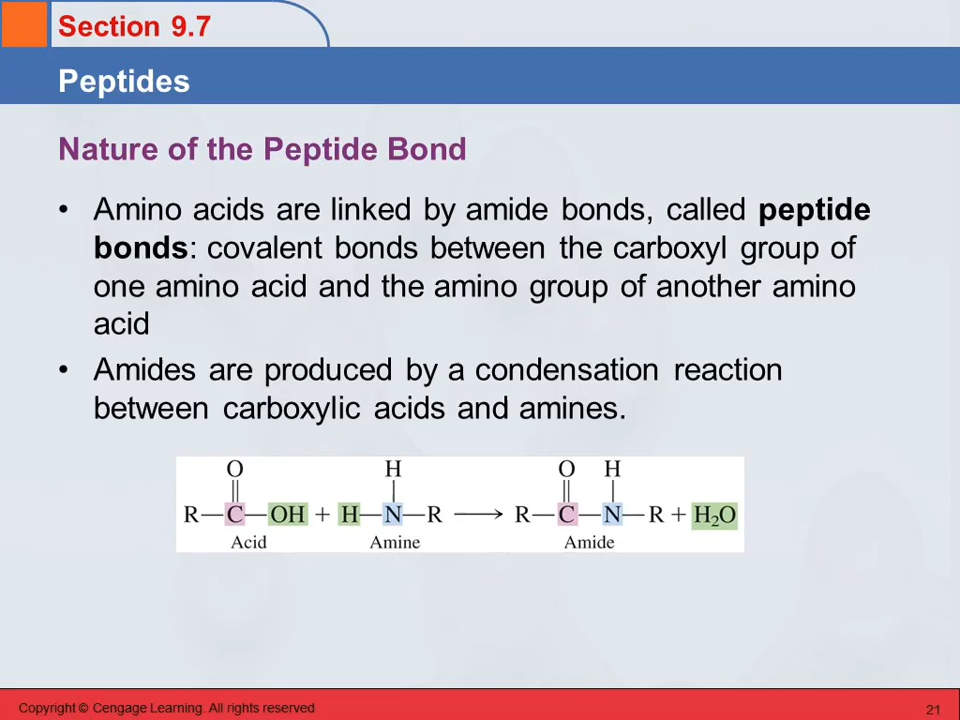 Section 9.7
Peptides
Nature of the Peptide Bond
• Amino acids are linked by amide bonds, called peptide
bonds: covalent bonds between the carboxyl group of
one amino acid and the amino group of another amino
acid
• Amides are produced by a condensation reaction
between carboxylic acids and amines.
O H O H
R—C—OH + H—N—R ⟶ R—C—N—R + H₂O
Acid Amine Amide
Copyright © Cengage Learning. All rights reserved 21